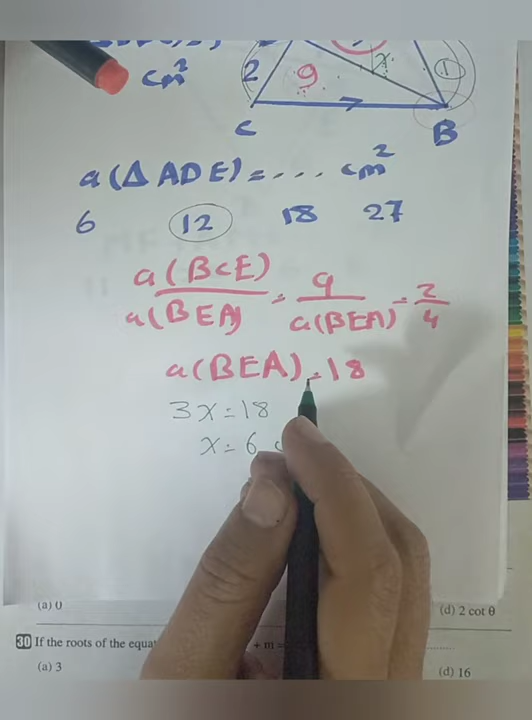 cm²
2 9 x 1
C B
a(Δ ADE) = ... cm²
6 12 18 27
a(BCE) / a(BEA) = 9 / a(BEA) = 2 / 4
a(BEA) = 18
3x = 18
x = 6
(a) 0 (d) 2 cot θ
30 If the roots of the equa + m =
(a) 3 (d) 16